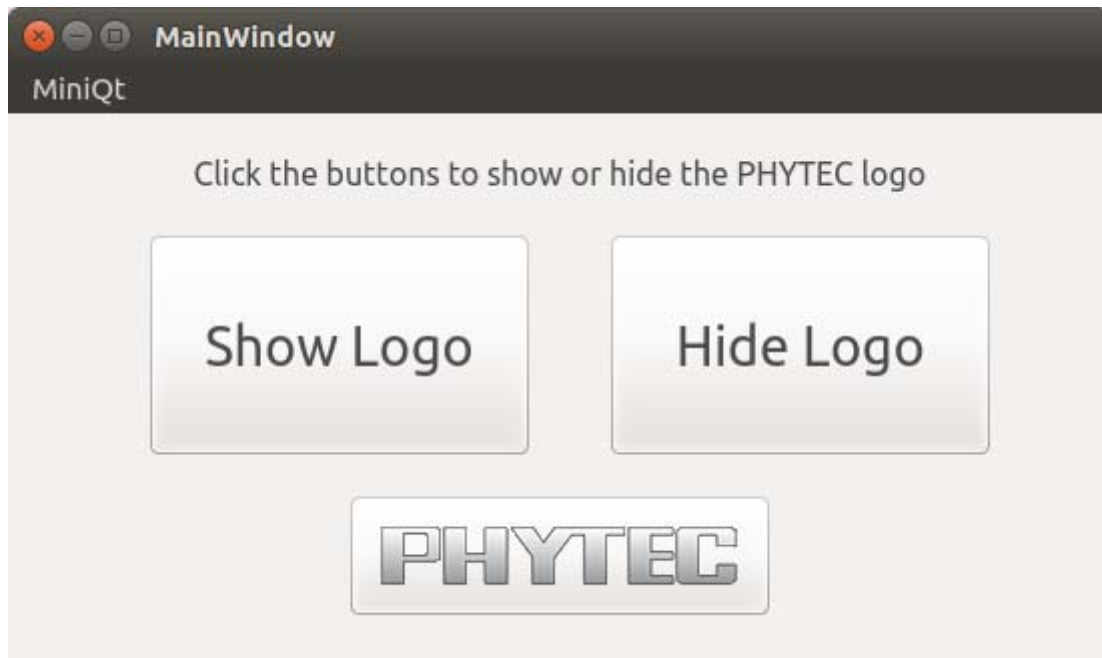 MainWindow
MiniQt
Click the buttons to show or hide the PHYTEC logo
Show Logo
Hide Logo
PHYTEC